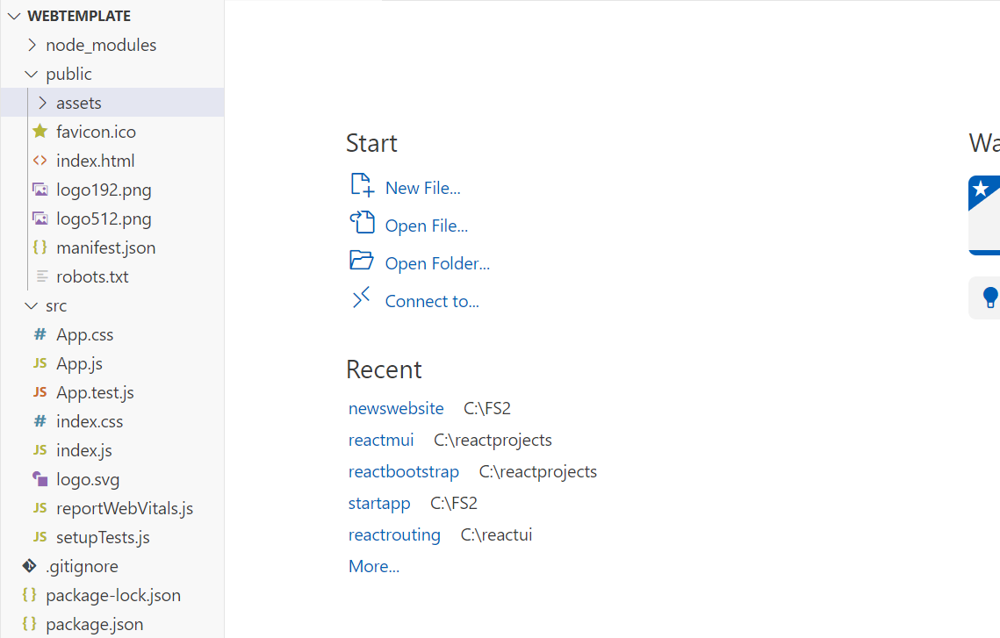 WEBTEMPLATE
node_modules
public
assets
favicon.ico
index.html
logo192.png
logo512.png
manifest.json
robots.txt
src
App.css
App.js
App.test.js
index.css
index.js
logo.svg
reportWebVitals.js
setupTests.js
.gitignore
package-lock.json
package.json
Start
New File...
Open File...
Open Folder...
Connect to...
Recent
newswebsite C:\FS2
reactmui C:\reactprojects
reactbootstrap C:\reactprojects
startapp C:\FS2
reactrouting C:\reactui
More...